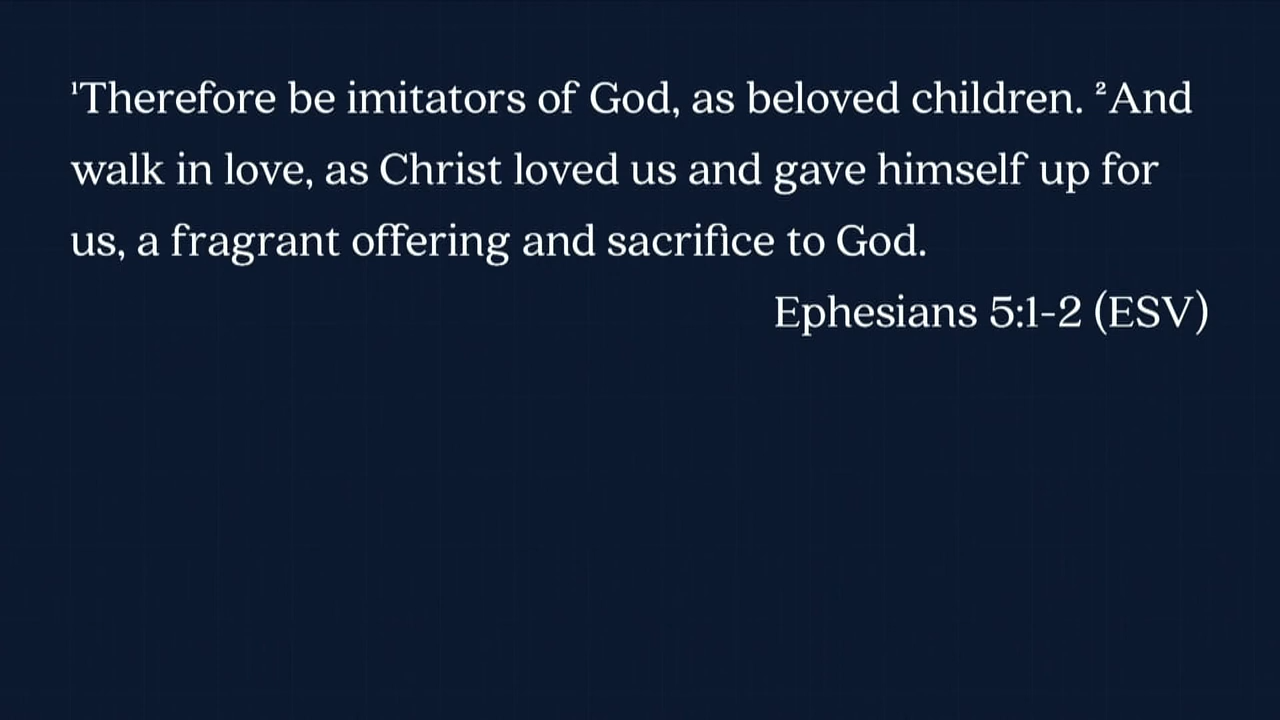 ¹Therefore be imitators of God, as beloved children. ²And
walk in love, as Christ loved us and gave himself up for
us, a fragrant offering and sacrifice to God.
Ephesians 5:1-2 (ESV)